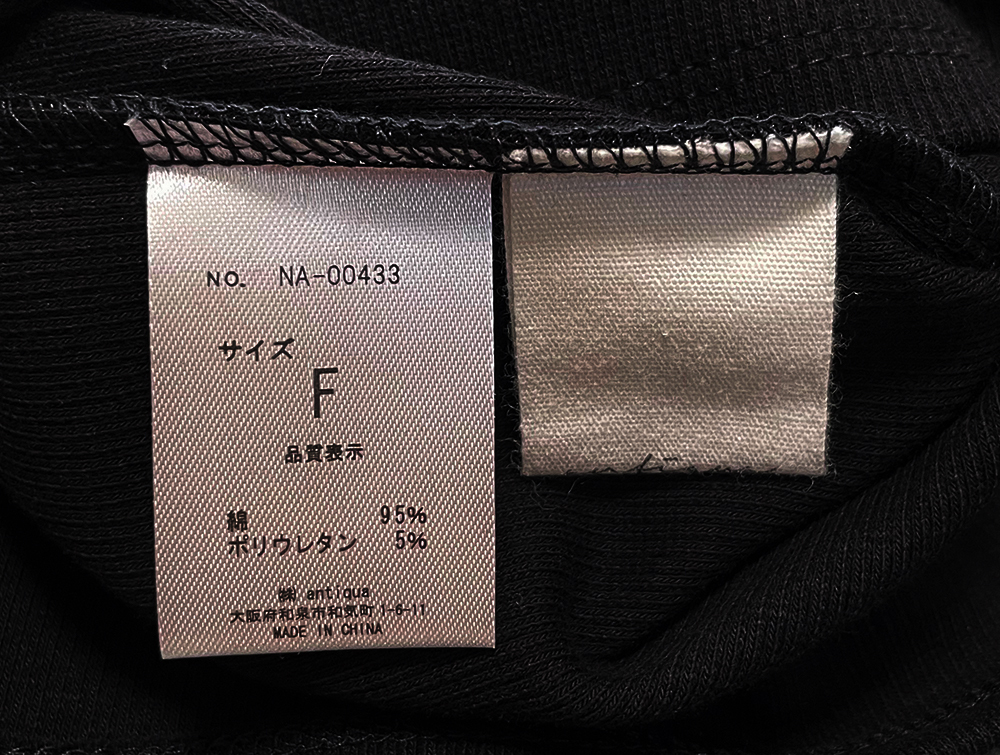 NO. NA-00433
サイズ
F
品質表示
綿 95%
ポリウレタン 5%
㈱ antiqua
大阪府和泉市和気町1-6-11
MADE IN CHINA